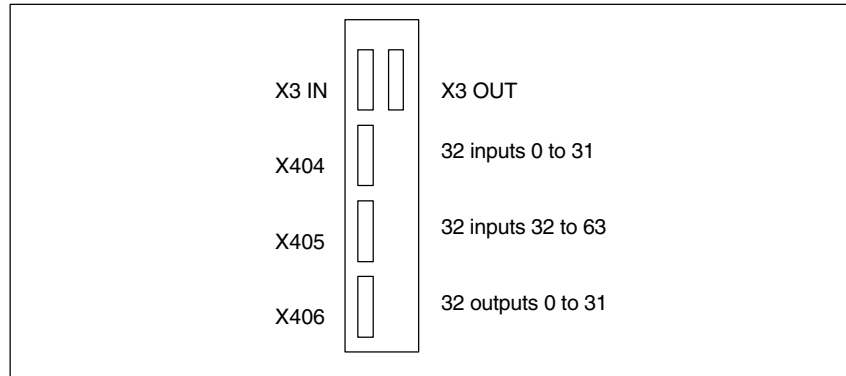 X3 IN X3 OUT
X404 32 inputs 0 to 31
X405 32 inputs 32 to 63
X406 32 outputs 0 to 31